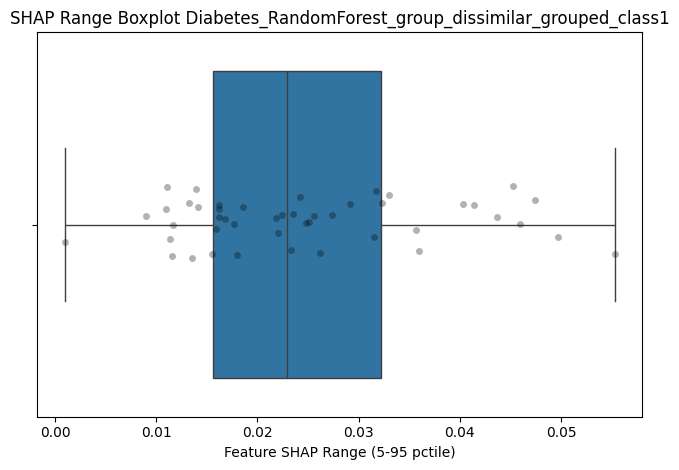 SHAP Range Boxplot Diabetes_RandomForest_group_dissimilar_grouped_class1
0.00 0.01 0.02 0.03 0.04 0.05
Feature SHAP Range (5-95 pctile)